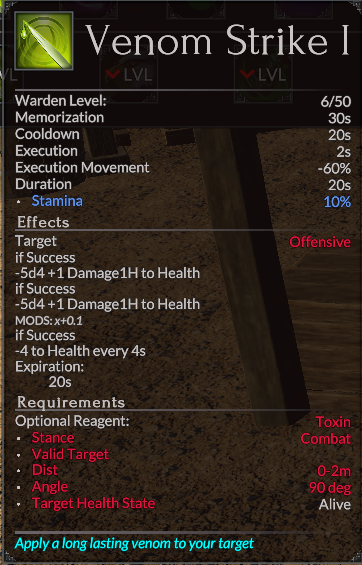 Venom Strike I
VL
LVL
LVL
Warden Level: 6/50
Memorization 30s
Cooldown 20s
Execution 2s
Execution Movement -60%
Duration 20s
• Stamina 10%
Effects
Target Offensive
if Success
-5d4 +1 Damage1H to Health
if Success
-5d4 +1 Damage1H to Health
MODS: x+0.1
if Success
-4 to Health every 4s
Expiration:
20s
Requirements
Optional Reagent: Toxin
• Stance Combat
• Valid Target
• Dist 0-2m
• Angle 90 deg
• Target Health State Alive
Apply a long lasting venom to your target